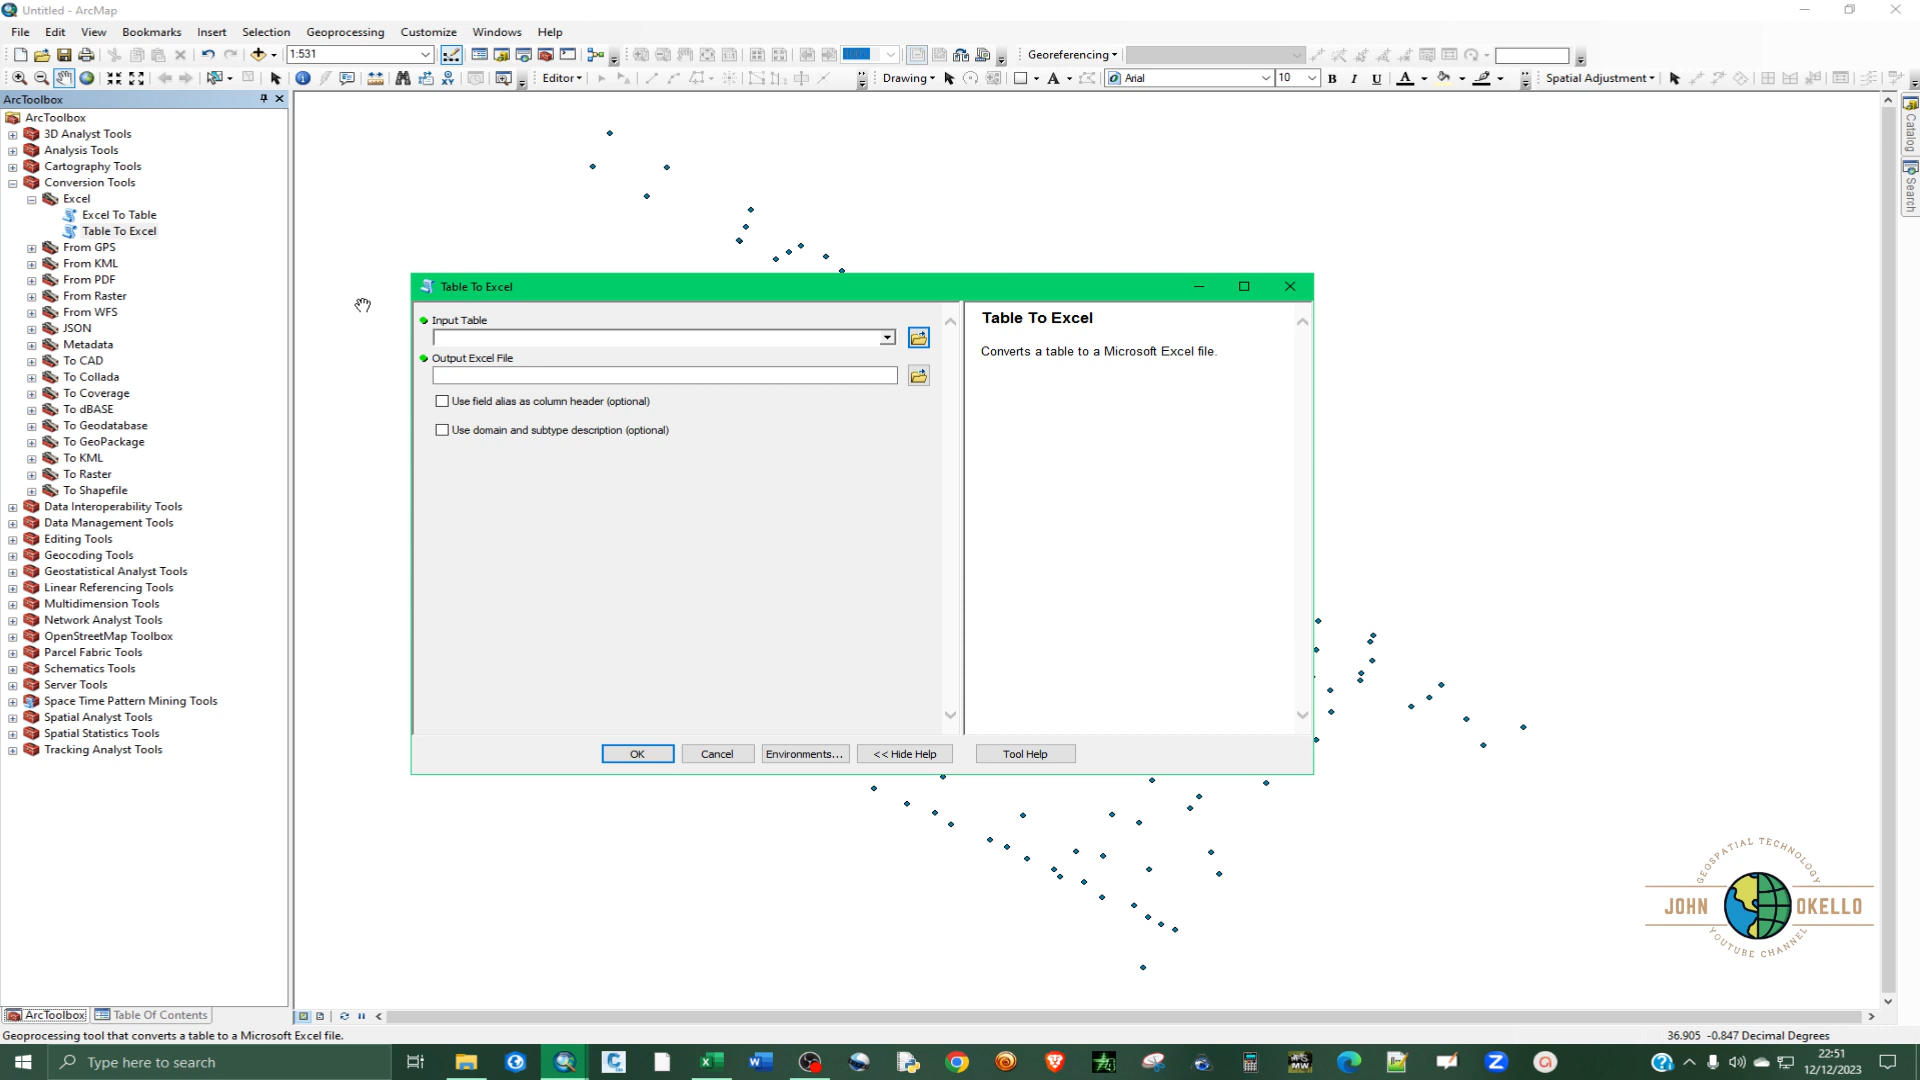 Untitled - ArcMap
File Edit View Bookmarks Insert Selection Geoprocessing Customize Windows Help
1:531
Georeferencing
Editor
Drawing
Arial
10
B I U A
Spatial Adjustment
ArcToolbox
ArcToolbox
3D Analyst Tools
Analysis Tools
Cartography Tools
Conversion Tools
Excel
Excel To Table
Table To Excel
From GPS
From KML
From PDF
From Raster
From WFS
JSON
Metadata
To CAD
To Collada
To Coverage
To dBASE
To Geodatabase
To GeoPackage
To KML
To Raster
To Shapefile
Data Interoperability Tools
Data Management Tools
Editing Tools
Geocoding Tools
Geostatistical Analyst Tools
Linear Referencing Tools
Multidimension Tools
Network Analyst Tools
OpenStreetMap Toolbox
Parcel Fabric Tools
Schematics Tools
Server Tools
Space Time Pattern Mining Tools
Spatial Analyst Tools
Spatial Statistics Tools
Tracking Analyst Tools
Table To Excel
Input Table
Output Excel File
Use field alias as column header (optional)
Use domain and subtype description (optional)
OK
Cancel
Environments...
<< Hide Help
Tool Help
Table To Excel
Converts a table to a Microsoft Excel file.
Catalog
Search
GEOSPATIAL TECHNOLOGY
JOHN OKELLO
YOUTUBE CHANNEL
ArcToolbox
Table Of Contents
Geoprocessing tool that converts a table to a Microsoft Excel file.
36.905 -0.847 Decimal Degrees
Type here to search
22:51
12/12/2023